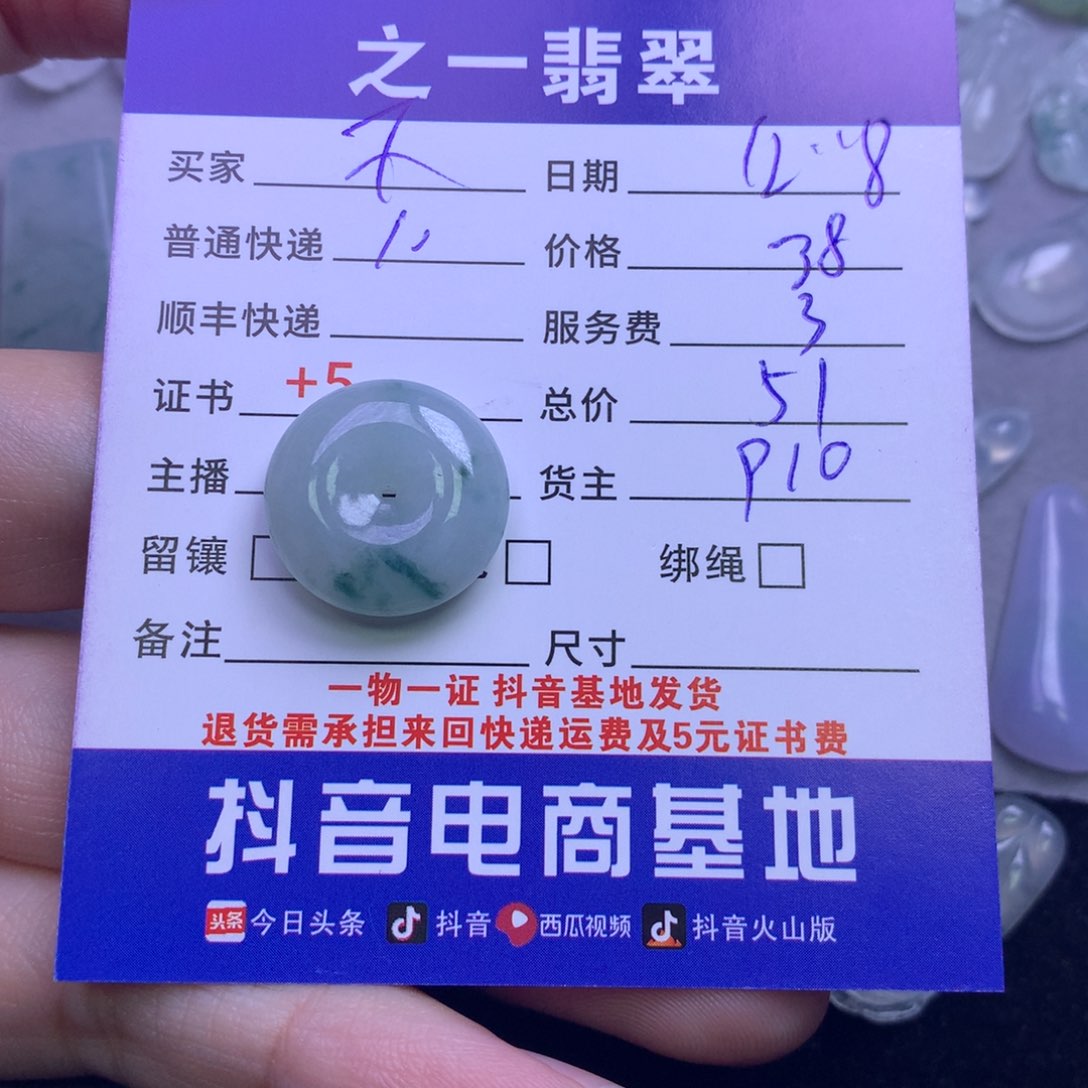 之一翡翠
买家 不 日期 12.18
普通快递 价格 38
顺丰快递 服务费 3
证书 +5 总价 51
主播 货主 P10
留镶 绑绳
备注 尺寸
一物一证 抖音基地发货
退货需承担来回快递运费及5元证书费
抖音电商基地
头条 今日头条 抖音 西瓜视频 抖音火山版